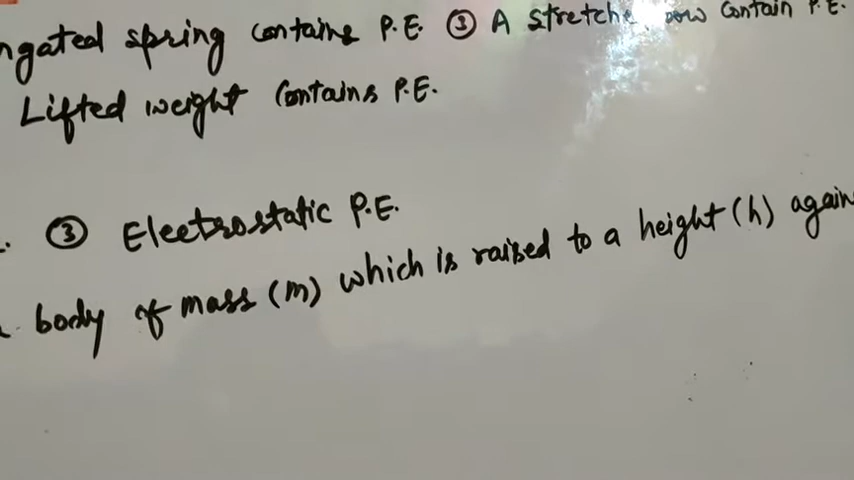 ngated spring contains P.E. ③ A stretche bow Contain P.E.
Lifted weight Contains P.E.
③ Electrostatic P.E.
body of mass (m) which is raised to a height (h) again